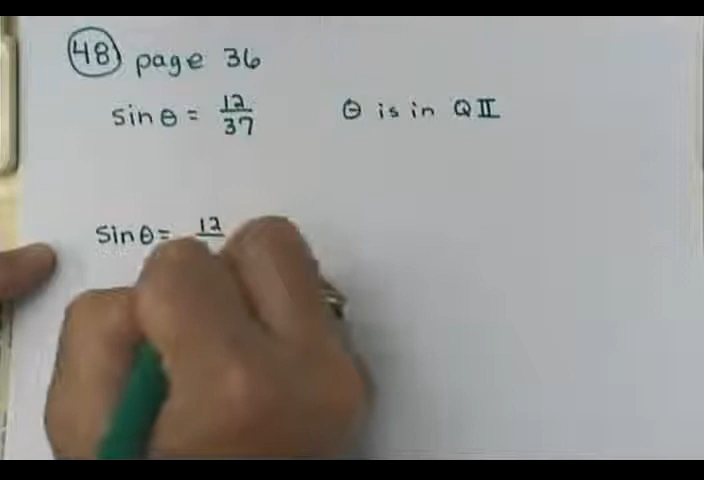 48 page 36
sin θ = 12/37 θ is in QII
sin θ = 12